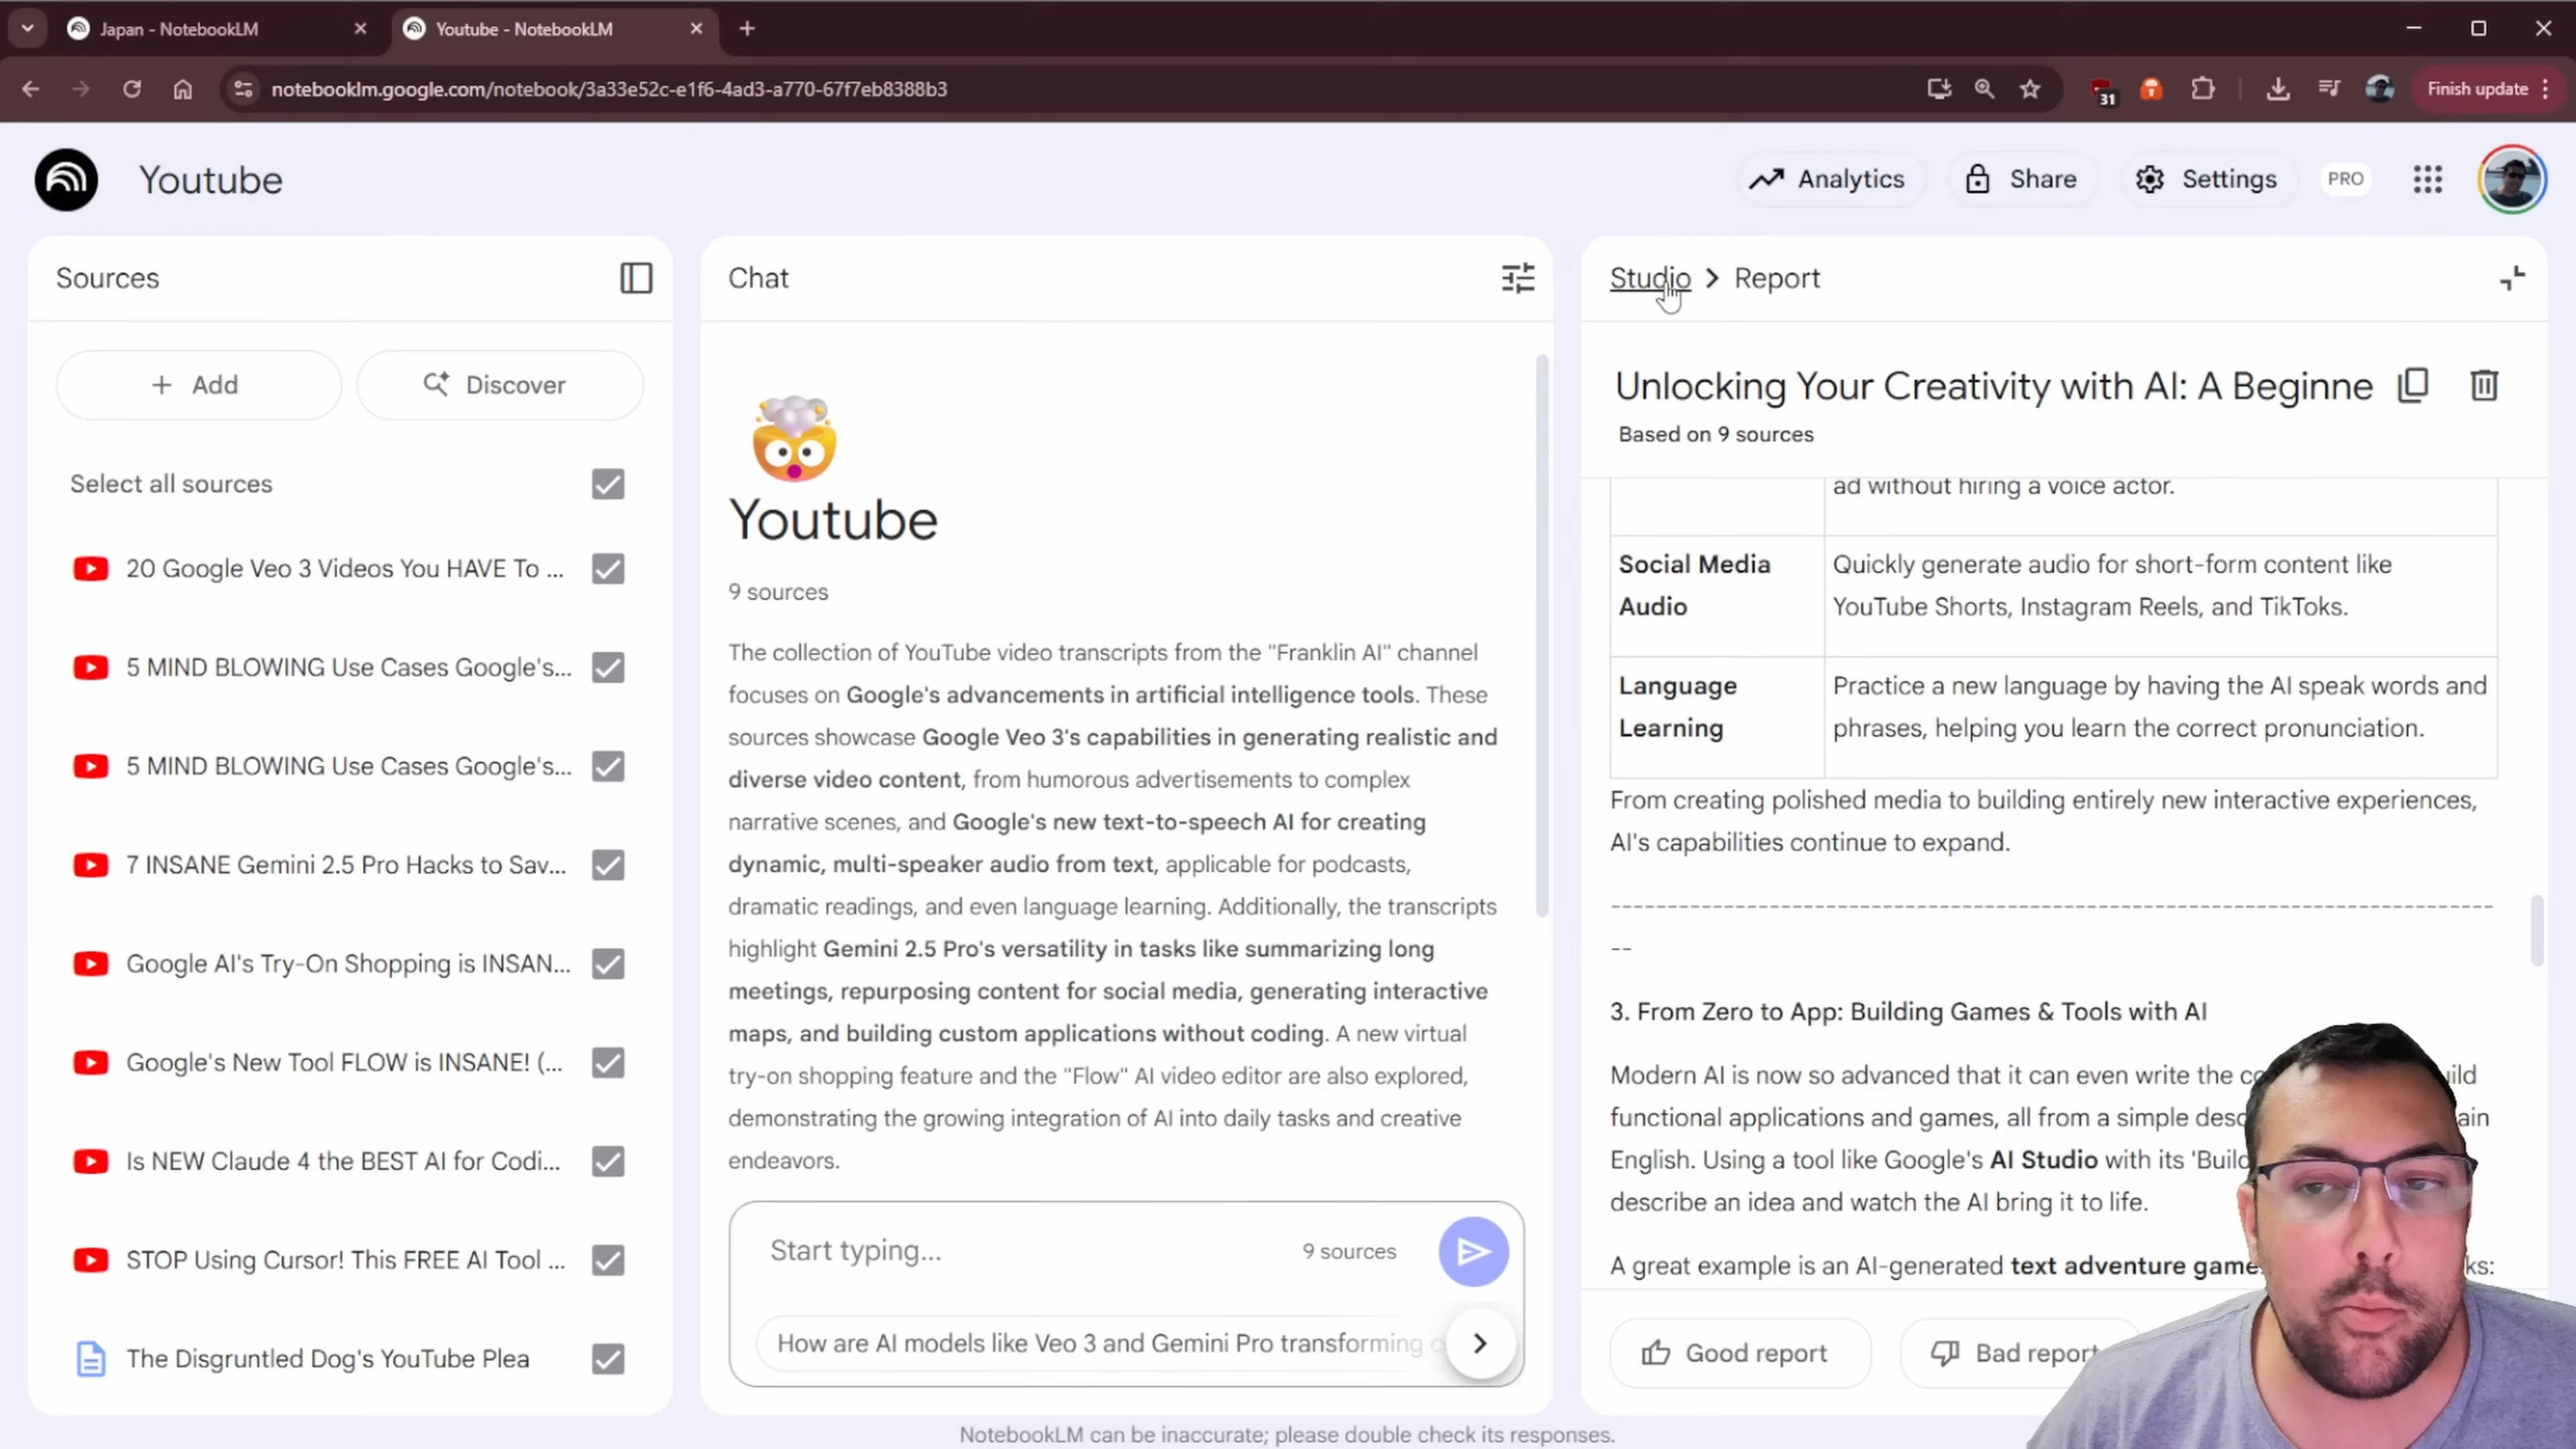 Japan - NotebookLM
Youtube - NotebookLM
notebooklm.google.com/notebook/3a33e52c-e1f6-4ad3-a770-67f7eb8388b3
31
Finish update
Youtube
Analytics
Share
Settings
PRO
Sources
Add
Discover
Select all sources
20 Google Veo 3 Videos You HAVE To ...
5 MIND BLOWING Use Cases Google's...
5 MIND BLOWING Use Cases Google's...
7 INSANE Gemini 2.5 Pro Hacks to Sav...
Google AI's Try-On Shopping is INSAN...
Google's New Tool FLOW is INSANE! (...
Is NEW Claude 4 the BEST AI for Codi...
STOP Using Cursor! This FREE AI Tool ...
The Disgruntled Dog's YouTube Plea
Chat
Youtube
9 sources
The collection of YouTube video transcripts from the "Franklin AI" channel
focuses on Google's advancements in artificial intelligence tools. These
sources showcase Google Veo 3's capabilities in generating realistic and
diverse video content, from humorous advertisements to complex
narrative scenes, and Google's new text-to-speech AI for creating
dynamic, multi-speaker audio from text, applicable for podcasts,
dramatic readings, and even language learning. Additionally, the transcripts
highlight Gemini 2.5 Pro's versatility in tasks like summarizing long
meetings, repurposing content for social media, generating interactive
maps, and building custom applications without coding. A new virtual
try-on shopping feature and the "Flow" AI video editor are also explored,
demonstrating the growing integration of AI into daily tasks and creative
endeavors.
Start typing...
9 sources
How are AI models like Veo 3 and Gemini Pro transforming
Studio > Report
Unlocking Your Creativity with AI: A Beginne
Based on 9 sources
ad without hiring a voice actor.
Social Media
Audio
Quickly generate audio for short-form content like
YouTube Shorts, Instagram Reels, and TikToks.
Language
Learning
Practice a new language by having the AI speak words and
phrases, helping you learn the correct pronunciation.
From creating polished media to building entirely new interactive experiences,
AI's capabilities continue to expand.
--
3. From Zero to App: Building Games & Tools with AI
Modern AI is now so advanced that it can even write the
functional applications and games, all from a simple
English. Using a tool like Google's AI Studio with its 'Build
describe an idea and watch the AI bring it to life.
A great example is an AI-generated text adventure game
Good report
Bad report
NotebookLM can be inaccurate; please double check its responses.